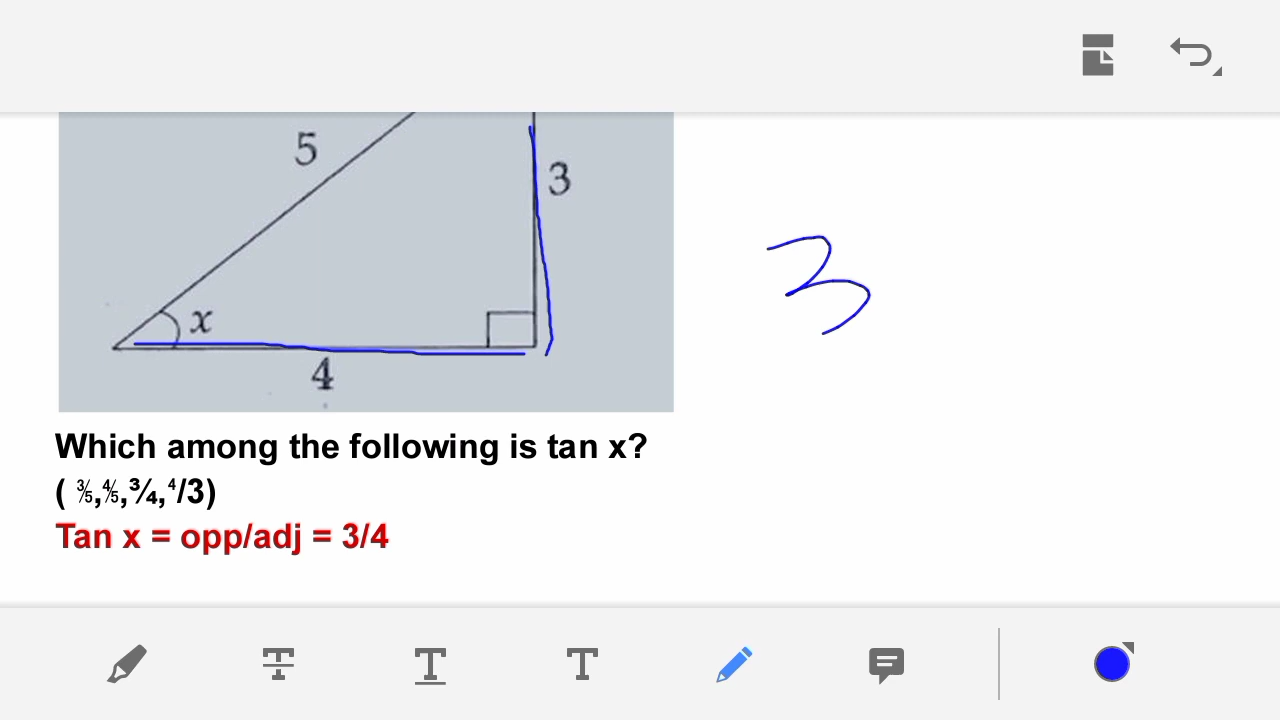 5
3
3
x
4
Which among the following is tan x?
( ⅗,⅘,¾,⁴/3)
Tan x = opp/adj = 3/4